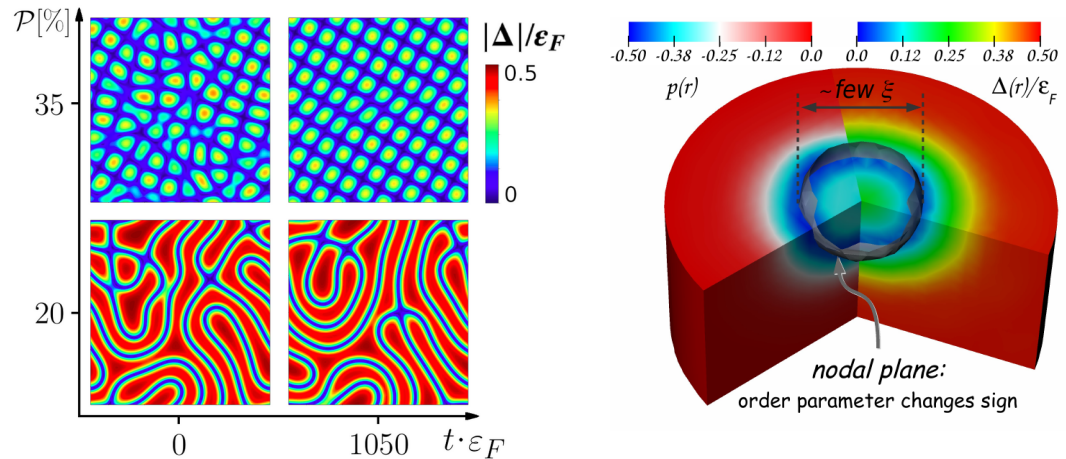 𝒫[%]
35
20
0
1050
t·ε_F
|Δ|/ε_F
0.5
0
-0.50 -0.38 -0.25 -0.12 0.0
0.0 0.12 0.25 0.38 0.50
p(r)
Δ(r)/ε_F
~few ξ
nodal plane:
order parameter changes sign